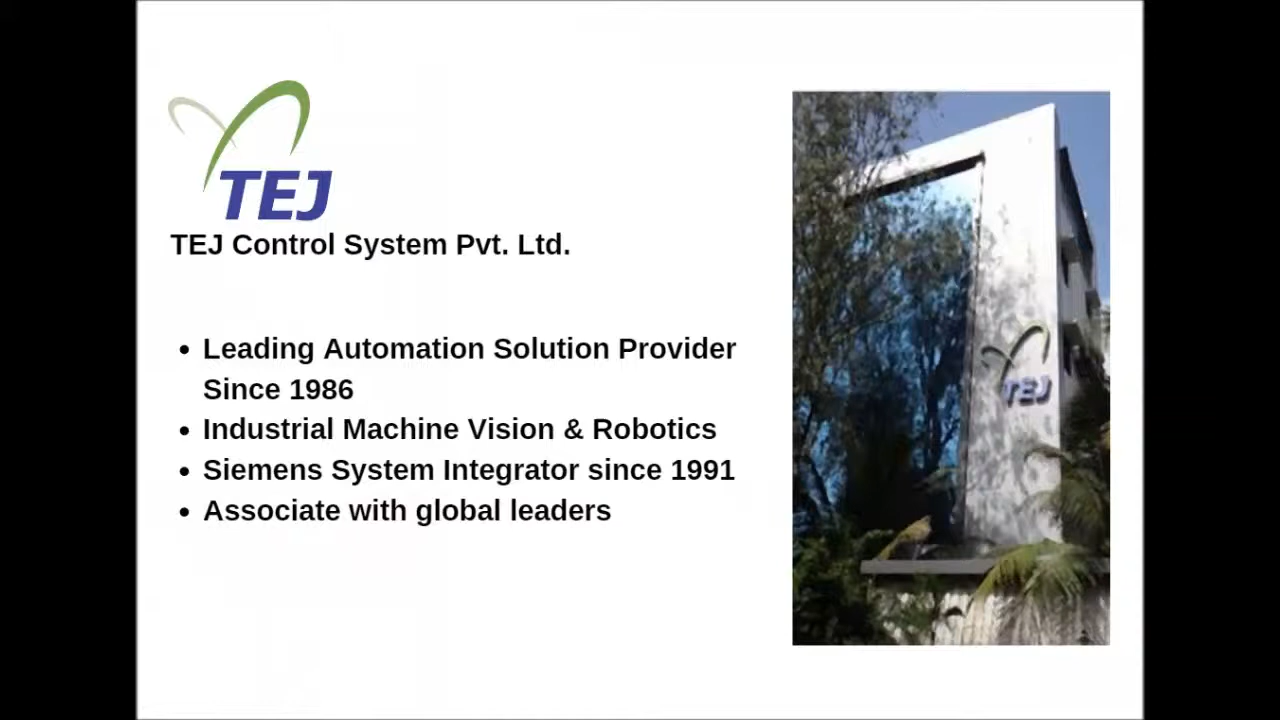 TEJ
TEJ Control System Pvt. Ltd.
• Leading Automation Solution Provider
Since 1986
• Industrial Machine Vision & Robotics
• Siemens System Integrator since 1991
• Associate with global leaders
TEJ